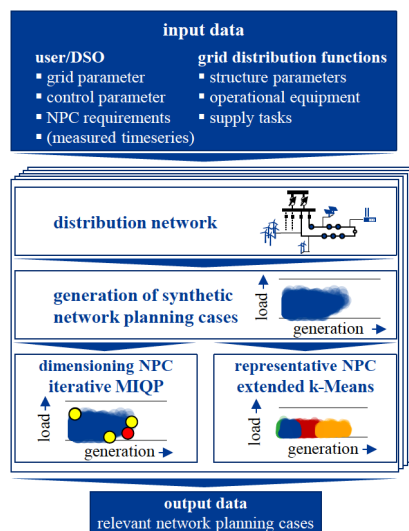 input data
user/DSO
▪ grid parameter
▪ control parameter
▪ NPC requirements
▪ (measured timeseries)
grid distribution functions
▪ structure parameters
▪ operational equipment
▪ supply tasks
distribution network
generation of synthetic
network planning cases
load
generation
dimensioning NPC
iterative MIQP
load
generation
representative NPC
extended k-Means
load
generation
output data
relevant network planning cases